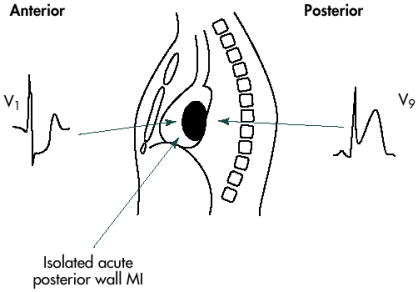 Anterior
Posterior
V1
V9
Isolated acute
posterior wall MI